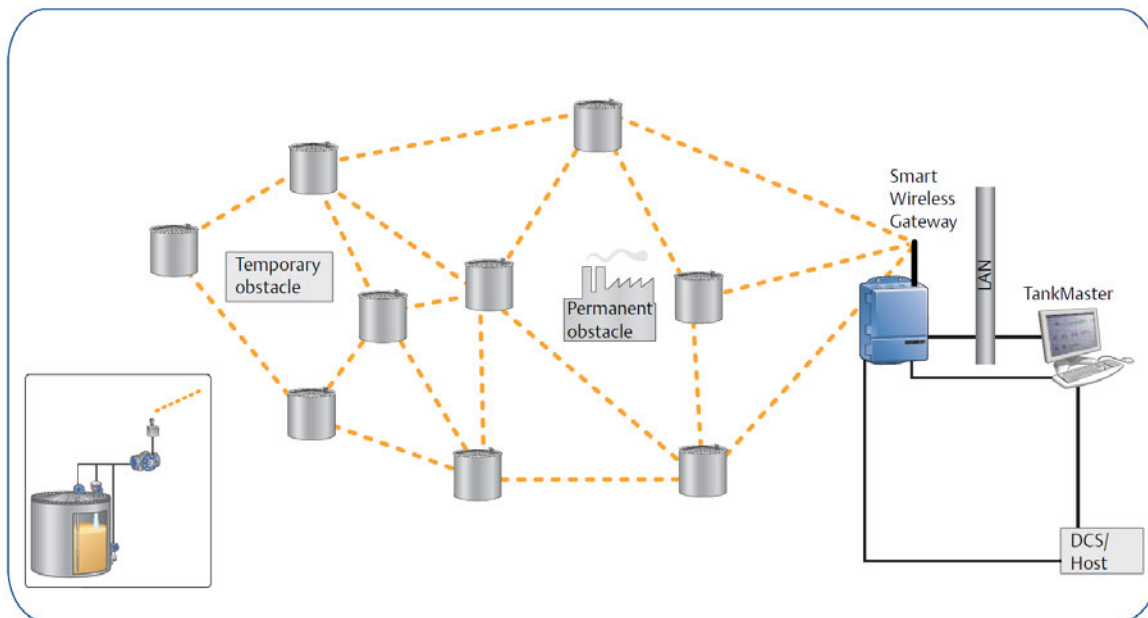 Smart
Wireless
Gateway
LAN
TankMaster
Temporary
obstacle
Permanent
obstacle
DCS/
Host